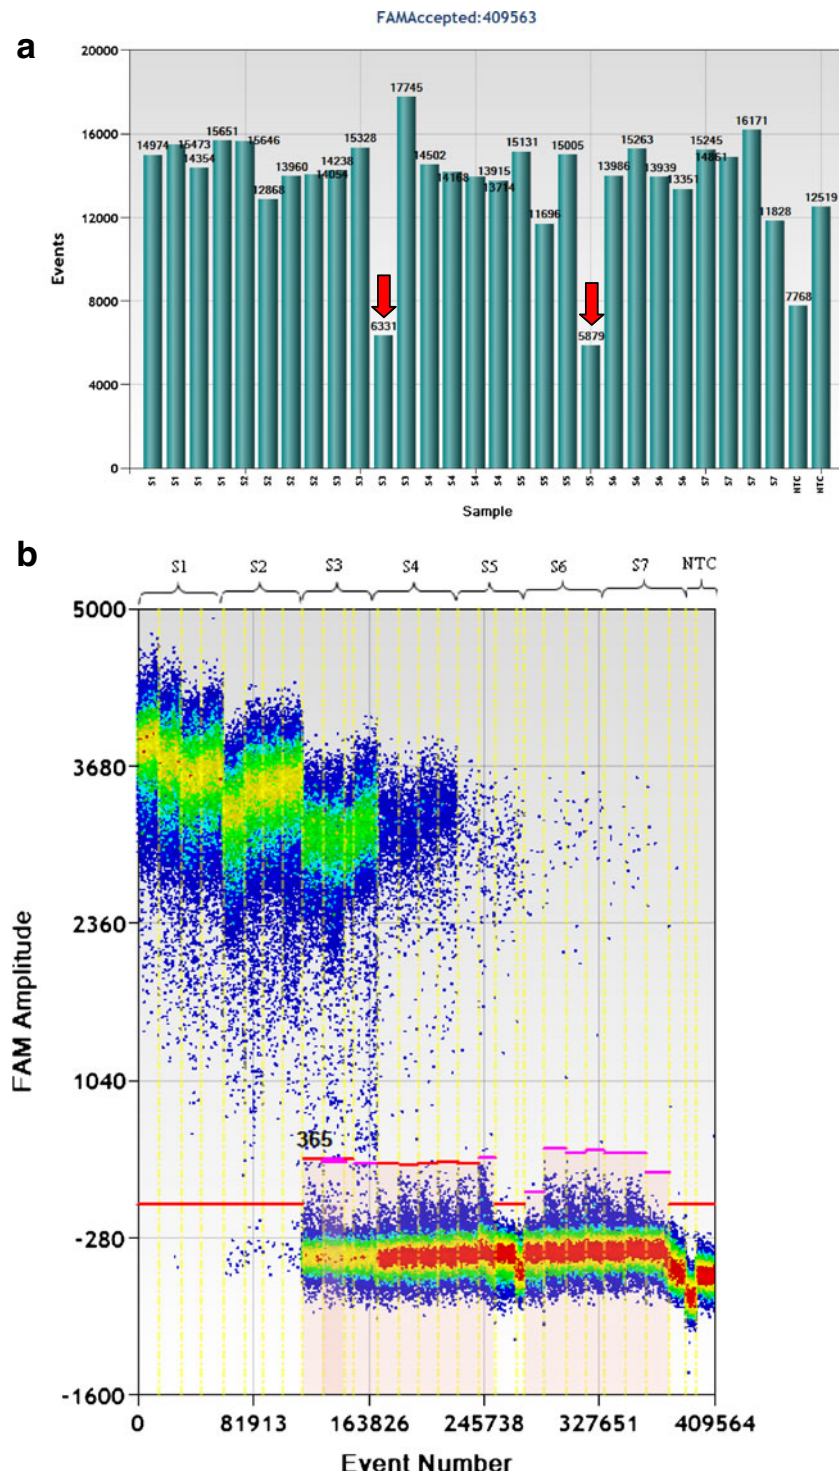 FAMAccepted:409563
a
20000
16000
12000
8000
4000
0
Events
14974 15473 14354 15651 15646 12868 13960 14054 14238 15328 6331 17745 14502 14168 13915 13714 15131 11696 15005 5879 13986 15263 13939 13351 15245 14861 16171 11828 7768 12519
S1 S1 S1 S1 S2 S2 S2 S2 S3 S3 S3 S3 S4 S4 S4 S4 S5 S5 S5 S5 S6 S6 S6 S6 S7 S7 S7 S7 NTC NTC
Sample
b
S1 S2 S3 S4 S5 S6 S7 NTC
5000
3680
2360
1040
365
-280
-1600
FAM Amplitude
0 81913 163826 245738 327651 409564
Event Number